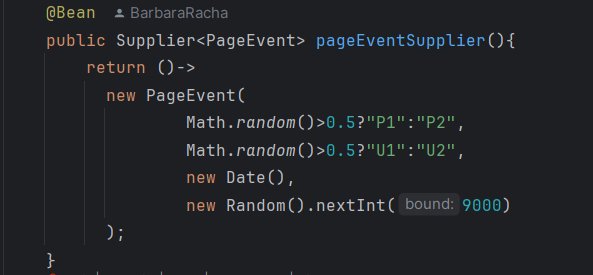 @Bean BarbaraRacha
public Supplier<PageEvent> pageEventSupplier(){
return ()->
new PageEvent(
Math.random()>0.5?"P1":"P2",
Math.random()>0.5?"U1":"U2",
new Date(),
new Random().nextInt( bound: 9000)
);
}